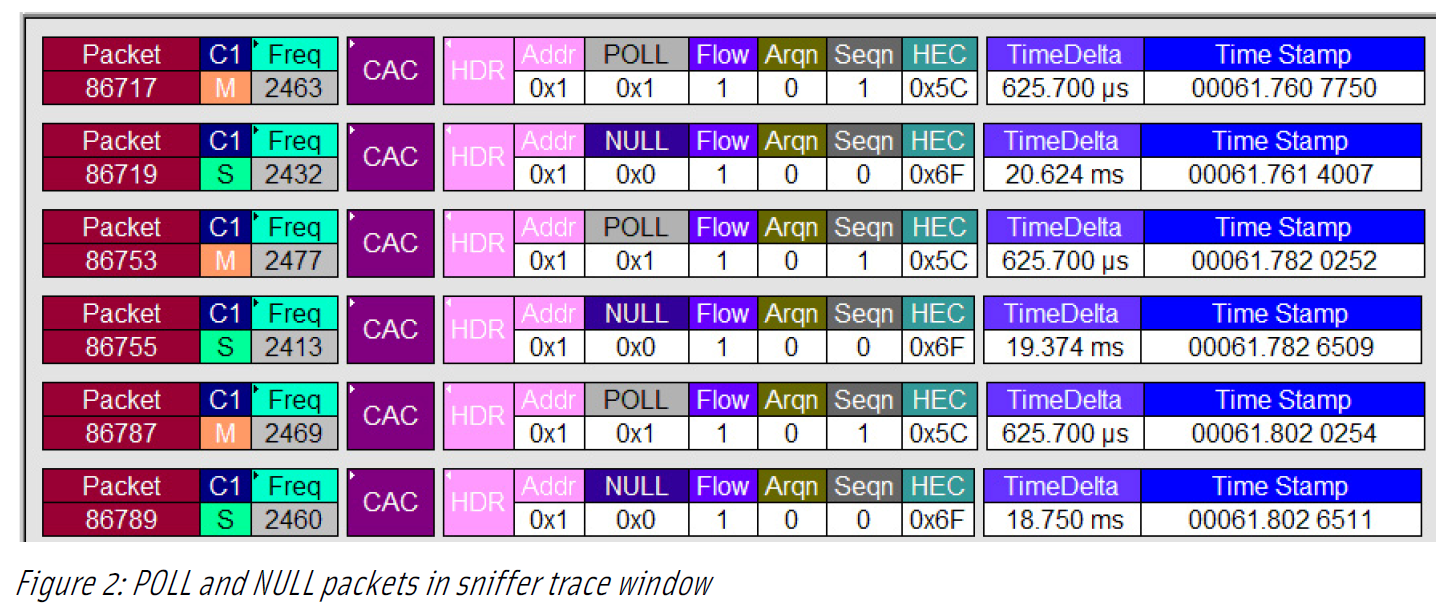 Packet C1 Freq CAC HDR Addr POLL Flow Arqn Seqn HEC TimeDelta Time Stamp
86717 M 2463 0x1 0x1 1 0 1 0x5C 625.700 µs 00061.760 7750
Packet C1 Freq CAC HDR Addr NULL Flow Arqn Seqn HEC TimeDelta Time Stamp
86719 S 2432 0x1 0x0 1 0 0 0x6F 20.624 ms 00061.761 4007
Packet C1 Freq CAC HDR Addr POLL Flow Arqn Seqn HEC TimeDelta Time Stamp
86753 M 2477 0x1 0x1 1 0 1 0x5C 625.700 µs 00061.782 0252
Packet C1 Freq CAC HDR Addr NULL Flow Arqn Seqn HEC TimeDelta Time Stamp
86755 S 2413 0x1 0x0 1 0 0 0x6F 19.374 ms 00061.782 6509
Packet C1 Freq CAC HDR Addr POLL Flow Arqn Seqn HEC TimeDelta Time Stamp
86787 M 2469 0x1 0x1 1 0 1 0x5C 625.700 µs 00061.802 0254
Packet C1 Freq CAC HDR Addr NULL Flow Arqn Seqn HEC TimeDelta Time Stamp
86789 S 2460 0x1 0x0 1 0 0 0x6F 18.750 ms 00061.802 6511
Figure 2: POLL and NULL packets in sniffer trace window